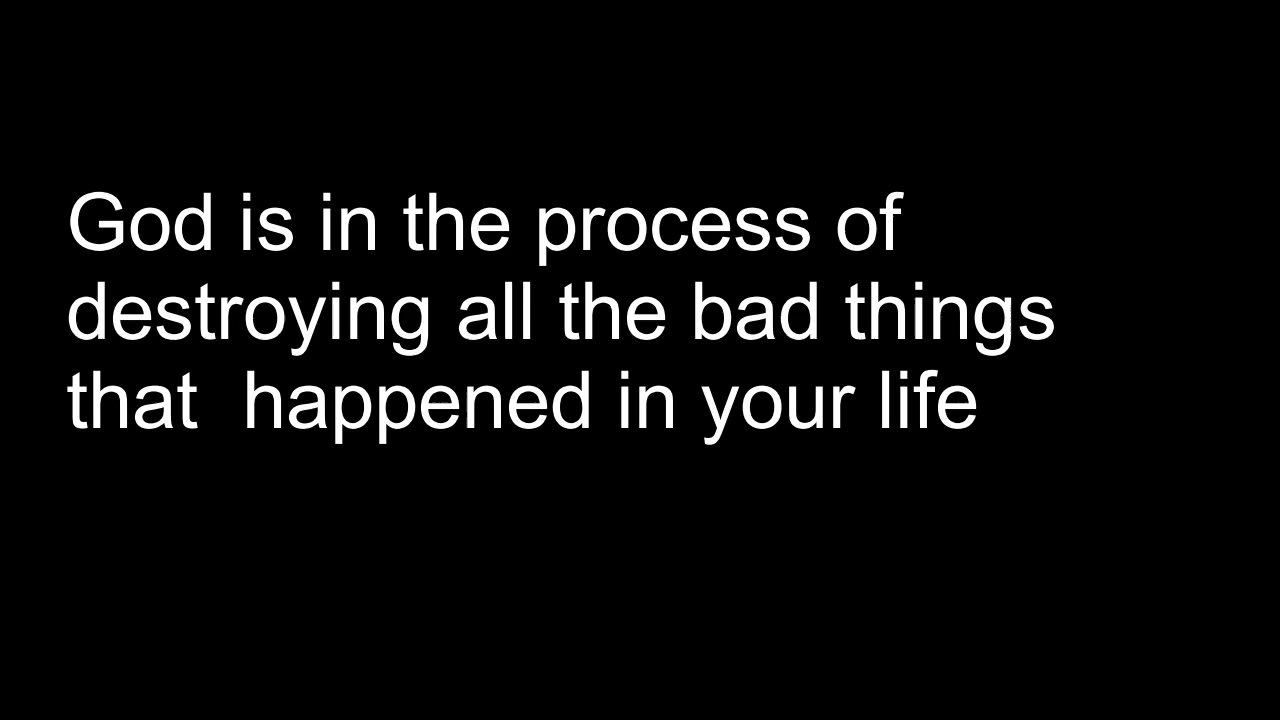 God is in the process of
destroying all the bad things
that  happened in your life